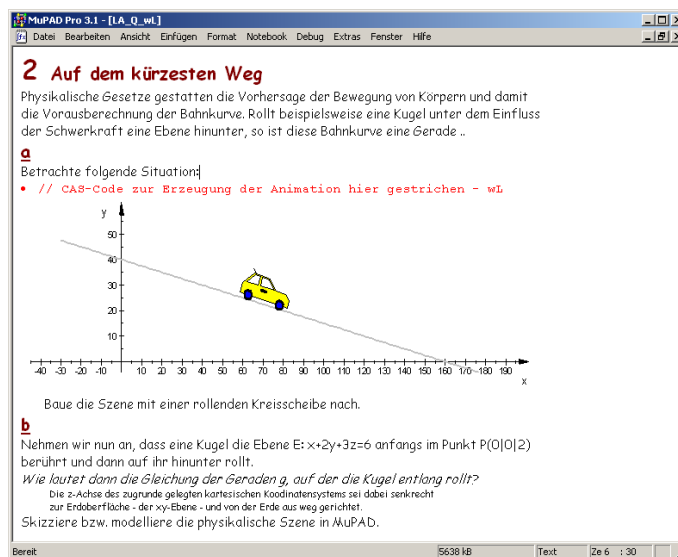 MuPAD Pro 3.1 - [LA_Q_wL]
Datei Bearbeiten Ansicht Einfügen Format Notebook Debug Extras Fenster Hilfe
2 Auf dem kürzesten Weg
Physikalische Gesetze gestatten die Vorhersage der Bewegung von Körpern und damit
die Vorausberechnung der Bahnkurve. Rollt beispielsweise eine Kugel unter dem Einfluss
der Schwerkraft eine Ebene hinunter, so ist diese Bahnkurve eine Gerade ..
a
Betrachte folgende Situation:
• // CAS-Code zur Erzeugung der Animation hier gestrichen - wL
y
50
40
30
20
10
-40 -30 -20 -10 0 10 20 30 40 50 60 70 80 90 100 110 120 130 140 150 160 170 180 190
x
Baue die Szene mit einer rollenden Kreisscheibe nach.
b
Nehmen wir nun an, dass eine Kugel die Ebene E: x+2y+3z=6 anfangs im Punkt P(0|0|2)
berührt und dann auf ihr hinunter rollt.
Wie lautet dann die Gleichung der Geraden g, auf der die Kugel entlang rollt?
Die z-Achse des zugrunde gelegten kartesischen Koodinatensystems sei dabei senkrecht
zur Erdoberfläche - der xy-Ebene - und von der Erde aus weg gerichtet.
Skizziere bzw. modelliere die physikalische Szene in MuPAD.
Bereit 5638 kB Text Ze 6 : 30